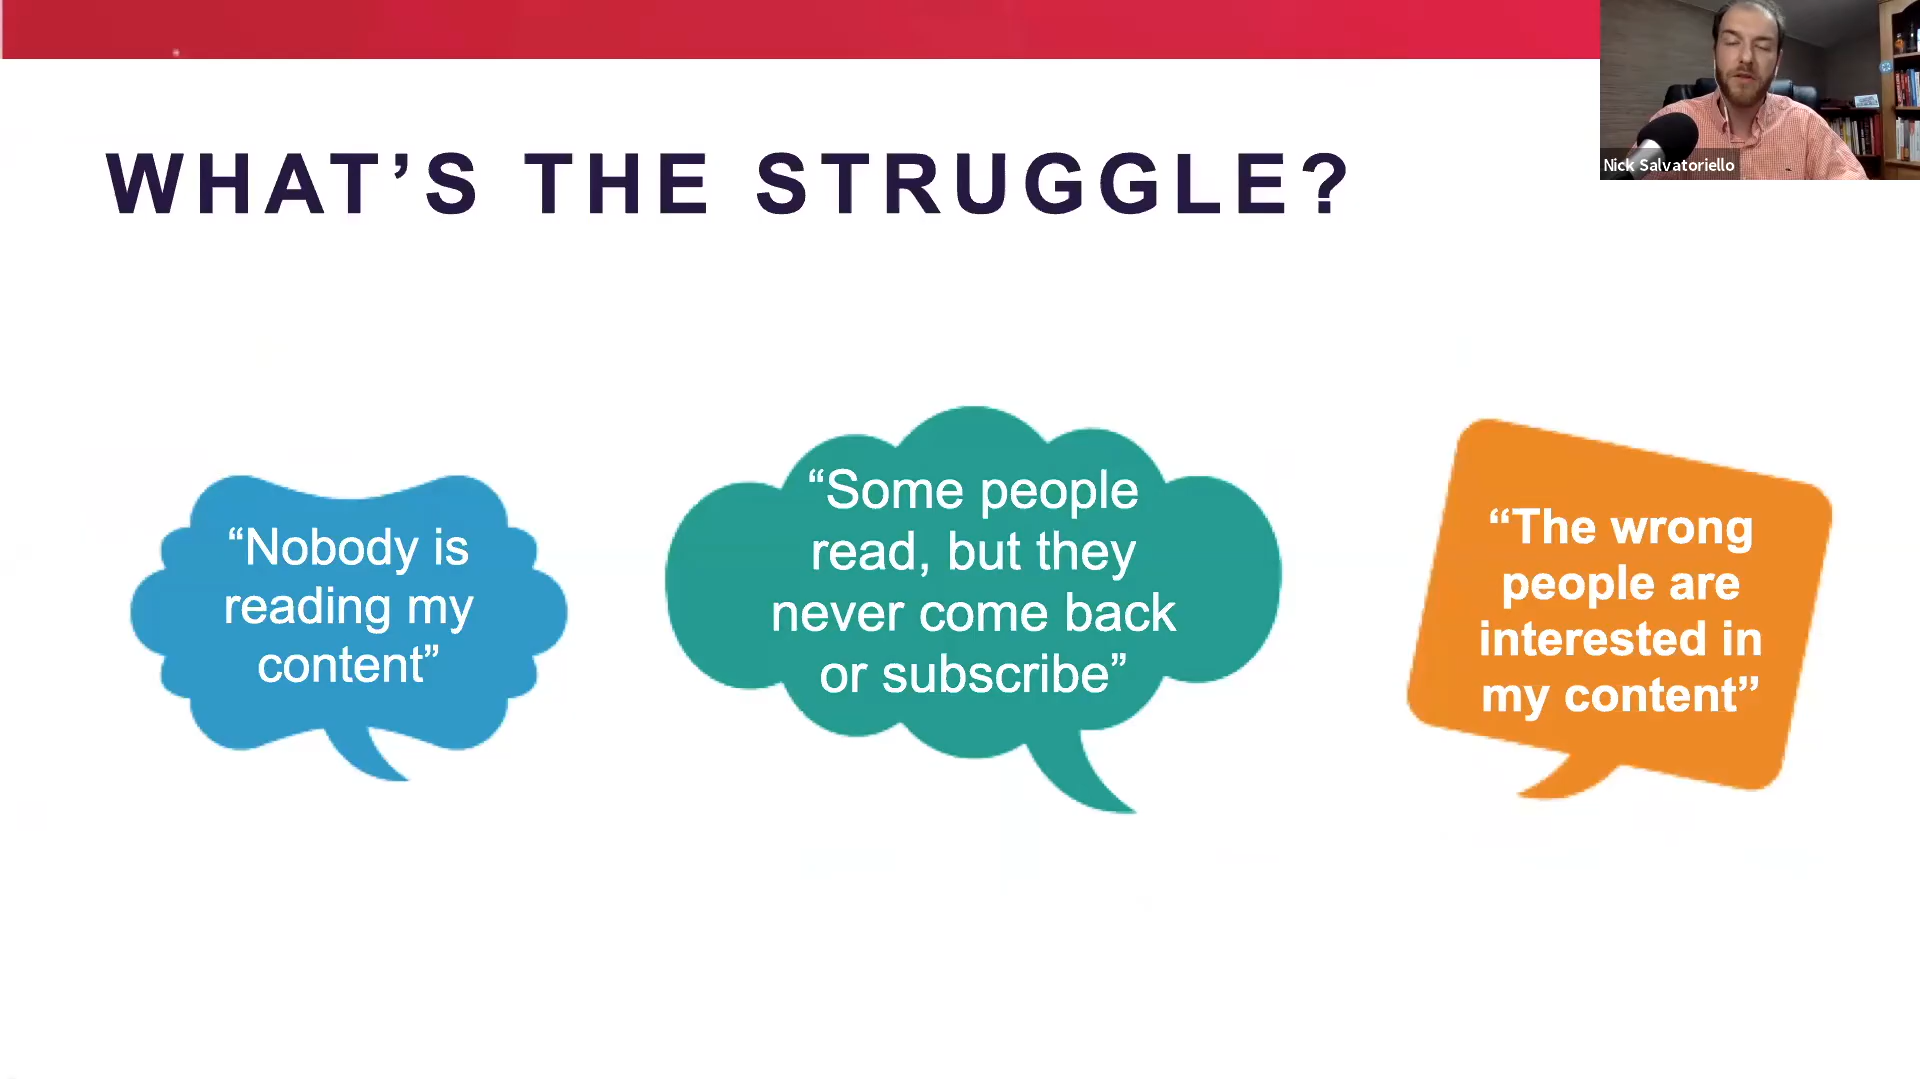 WHAT’S THE STRUGGLE?
Nick Salvatoriello
“Nobody is
reading my
content”
“Some people
read, but they
never come back
or subscribe”
“The wrong
people are
interested in
my content”